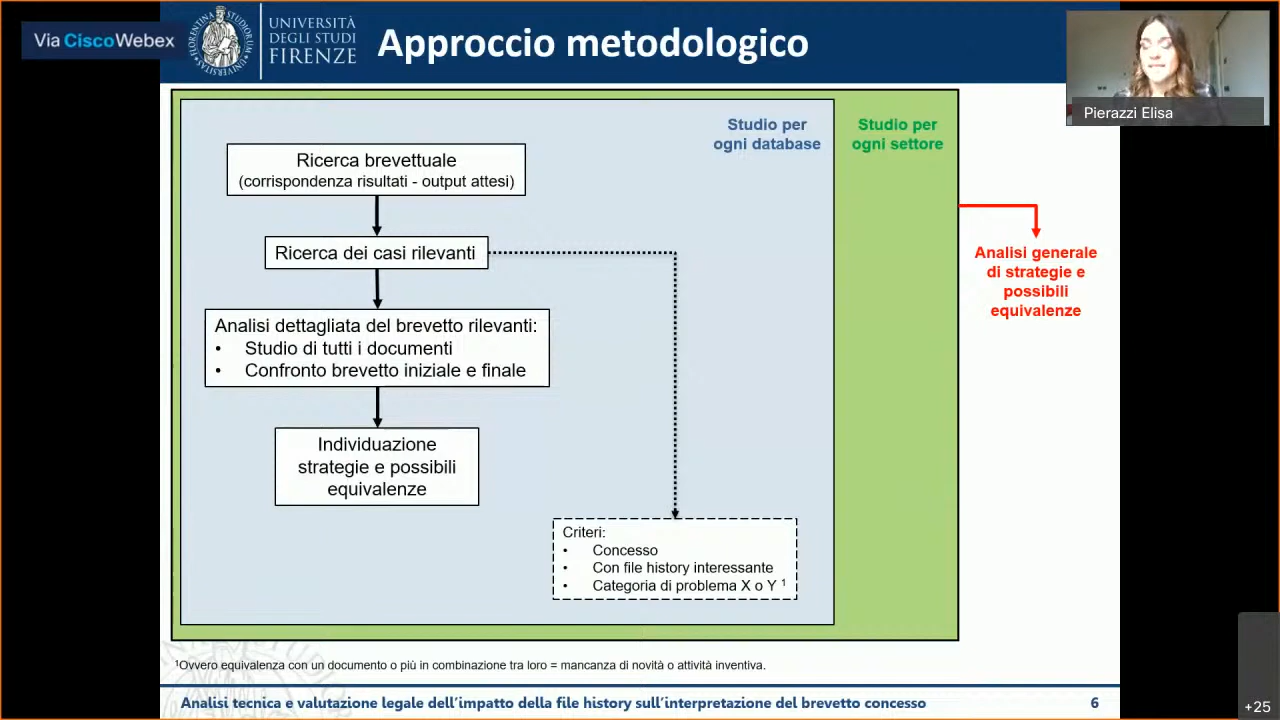 Via Cisco Webex
UNIVERSITÀ
DEGLI STUDI
FIRENZE
Approccio metodologico
Pierazzi Elisa
Studio per
ogni database
Studio per
ogni settore
Ricerca brevettuale
(corrispondenza risultati - output attesi)
Ricerca dei casi rilevanti
Analisi dettagliata del brevetto rilevanti:
• Studio di tutti i documenti
• Confronto brevetto iniziale e finale
Individuazione
strategie e possibili
equivalenze
Criteri:
• Concesso
• Con file history interessante
• Categoria di problema X o Y ¹
Analisi generale
di strategie e
possibili
equivalenze
¹Ovvero equivalenza con un documento o più in combinazione tra loro = mancanza di novità o attività inventiva.
Analisi tecnica e valutazione legale dell'impatto della file history sull'interpretazione del brevetto concesso
6
+25